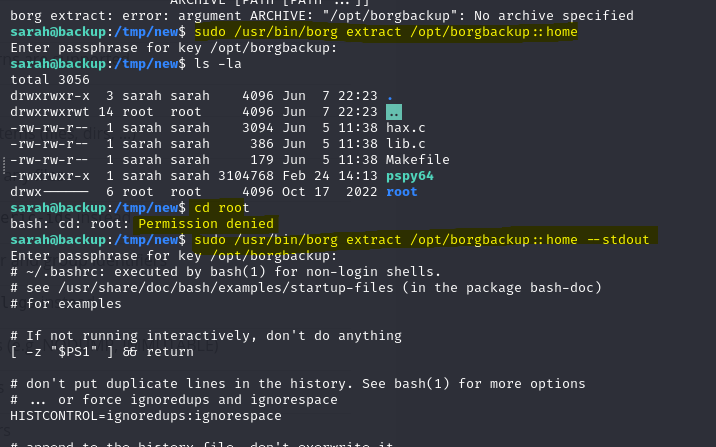 ARCHIVE [PATH [PATH ...]]
borg extract: error: argument ARCHIVE: "/opt/borgbackup": No archive specified
sarah@backup:/tmp/new$ sudo /usr/bin/borg extract /opt/borgbackup::home
Enter passphrase for key /opt/borgbackup:
sarah@backup:/tmp/new$ ls -la
total 3056
drwxrwxr-x  3 sarah sarah    4096 Jun  7 22:23 .
drwxrwxrwt 14 root  root     4096 Jun  7 22:23 ..
-rw-rw-r--  1 sarah sarah    3094 Jun  5 11:38 hax.c
-rw-rw-r--  1 sarah sarah     386 Jun  5 11:38 lib.c
-rw-rw-r--  1 sarah sarah     179 Jun  5 11:38 Makefile
-rwxrwxr-x  1 sarah sarah 3104768 Feb 24 14:13 pspy64
drwx------  6 root  root     4096 Oct 17  2022 root
sarah@backup:/tmp/new$ cd root
bash: cd: root: Permission denied
sarah@backup:/tmp/new$ sudo /usr/bin/borg extract /opt/borgbackup::home --stdout
Enter passphrase for key /opt/borgbackup:
# ~/.bashrc: executed by bash(1) for non-login shells.
# see /usr/share/doc/bash/examples/startup-files (in the package bash-doc)
# for examples
# If not running interactively, don't do anything
[ -z "$PS1" ] && return
# don't put duplicate lines in the history. See bash(1) for more options
# ... or force ignoredups and ignorespace
HISTCONTROL=ignoredups:ignorespace
# append to the history file, don't overwrite it